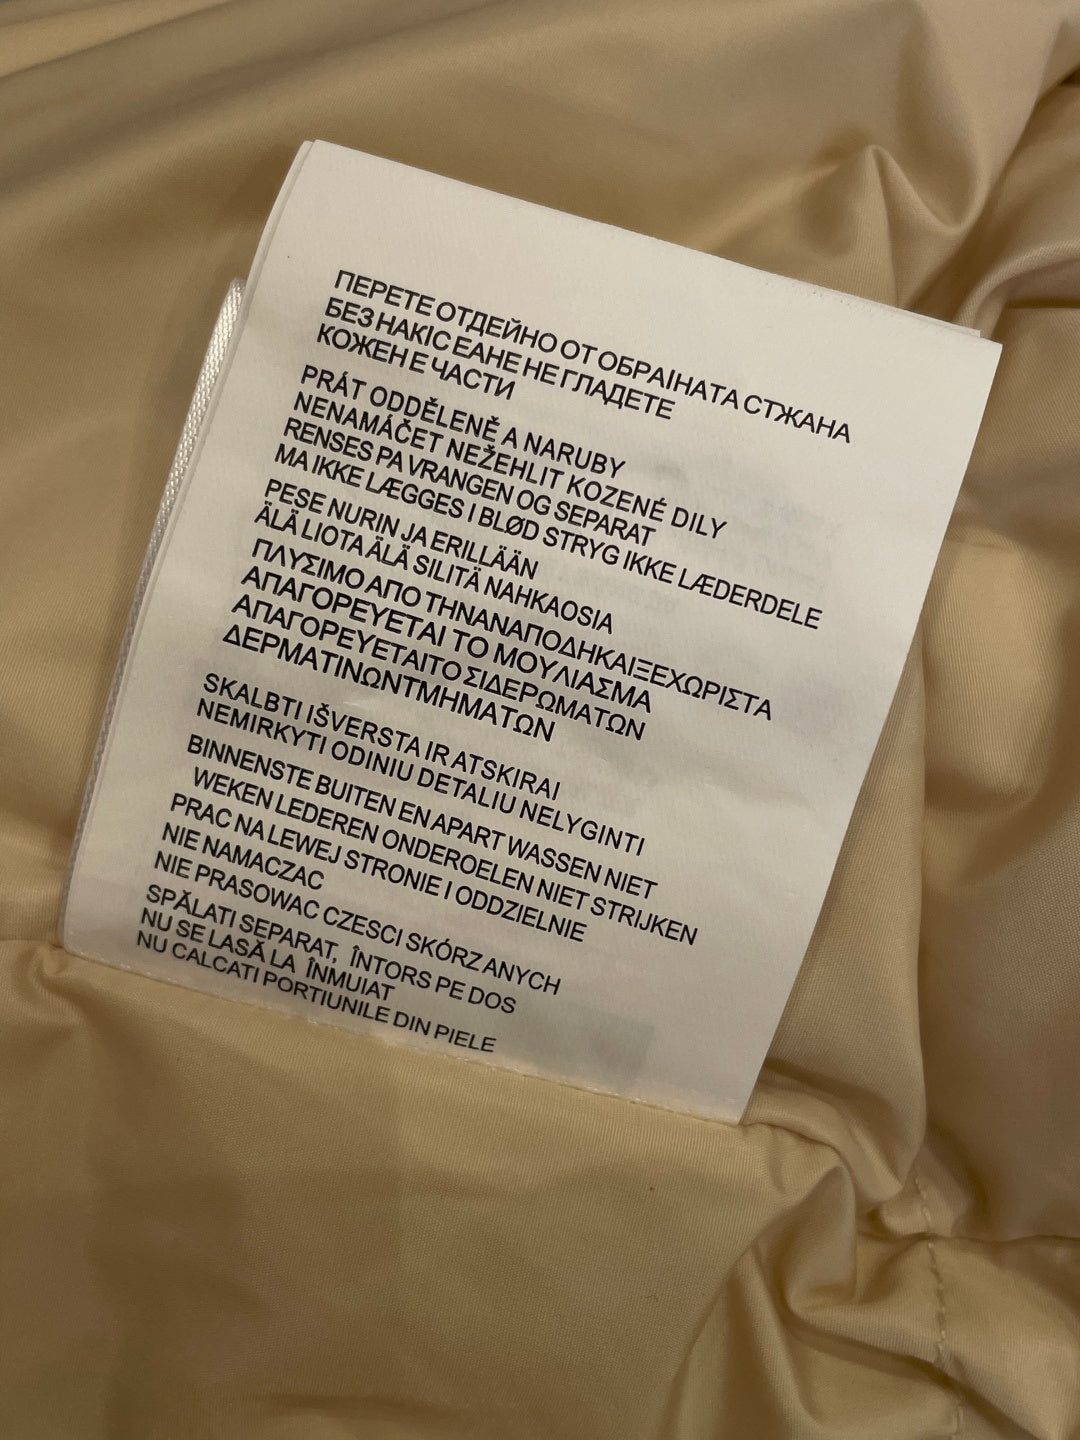 ПЕРЕТЕ ОТДЕЙНО ОТ ОБРАІНАТА СТЖАНА
БЕЗ НАКІС ЕАНЕ НЕ ГЛАДЕТЕ
КОЖЕН Е ЧАСТИ
PRÁT ODDĚLENĚ A NARUBY
NENAMÁČET NEŽEHLIT KOZENÉ DILY
RENSES PA VRANGEN OG SEPARAT
MA IKKE LÆGGES I BLØD STRYG IKKE LÆDERDELE
PESE NURIN JA ERILLÄÄN
ÄLÄ LIOTA ÄLÄ SILITÄ NAHKAOSIA
ΠΛΥΣΙΜΟ ΑΠΟ ΤΗΝΑΝΑΠΟΔΗΚΑΙΞΕΧΩΡΙΣΤΑ
ΑΠΑΓΟΡΕΥΕΤΑΙ ΤΟ ΜΟΥΛΙΑΣΜΑ
ΑΠΑΓΟΡΕΥΕΤΑΙΤΟ ΣΙΔΕΡΩΜΑΤΩΝ
ΔΕΡΜΑΤΙΝΩΝΤΜΗΜΑΤΩΝ
SKALBTI IŠVERSTA IR ATSKIRAI
NEMIRKYTI ODINIU DETALIU NELYGINTI
BINNENSTE BUITEN EN APART WASSEN NIET
WEKEN LEDEREN ONDEROELEN NIET STRIJKEN
PRAC NA LEWEJ STRONIE I ODDZIELNIE
NIE NAMACZAC
NIE PRASOWAC CZESCI SKÓRZ ANYCH
SPĂLATI SEPARAT, ÎNTORS PE DOS
NU SE LASĂ LA ÎNMUIAT
NU CALCATI PORTIUNILE DIN PIELE